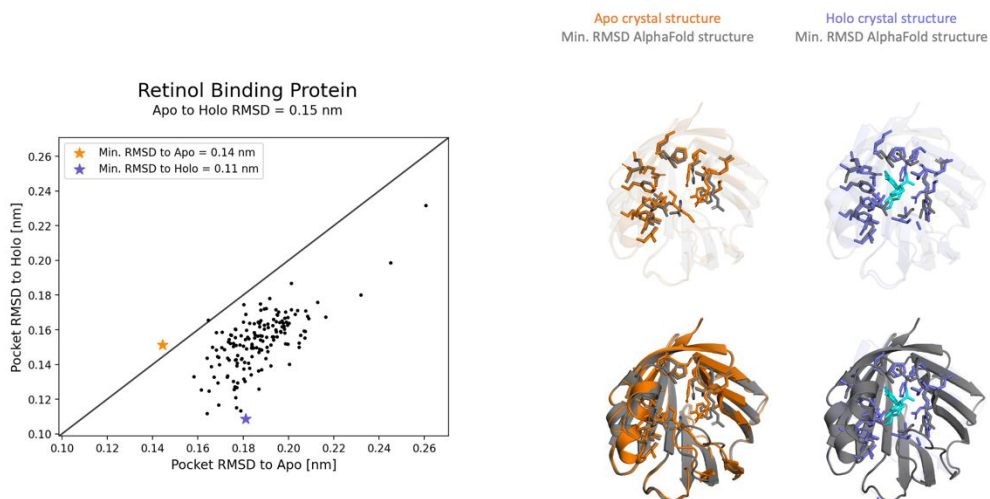 Apo crystal structure
Min. RMSD AlphaFold structure
Holo crystal structure
Min. RMSD AlphaFold structure
Retinol Binding Protein
Apo to Holo RMSD = 0.15 nm
Min. RMSD to Apo = 0.14 nm
Min. RMSD to Holo = 0.11 nm
Pocket RMSD to Holo [nm]
0.26
0.24
0.22
0.20
0.18
0.16
0.14
0.12
0.10
0.10 0.12 0.14 0.16 0.18 0.20 0.22 0.24 0.26
Pocket RMSD to Apo [nm]